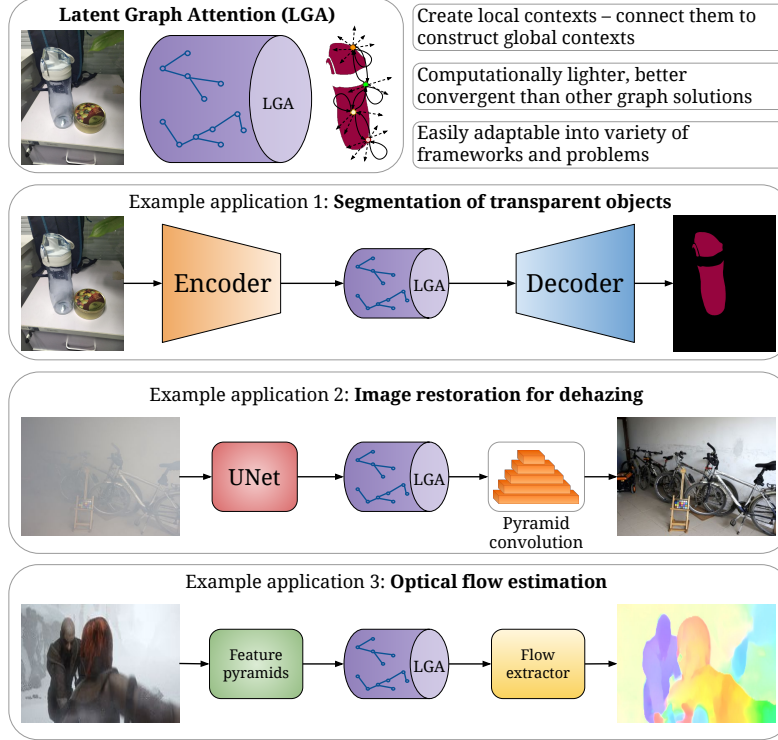 Latent Graph Attention (LGA)
LGA
Create local contexts – connect them to
construct global contexts
Computationally lighter, better
convergent than other graph solutions
Easily adaptable into variety of
frameworks and problems
Example application 1: Segmentation of transparent objects
Encoder
LGA
Decoder
Example application 2: Image restoration for dehazing
UNet
LGA
Pyramid
convolution
Example application 3: Optical flow estimation
Feature
pyramids
LGA
Flow
extractor